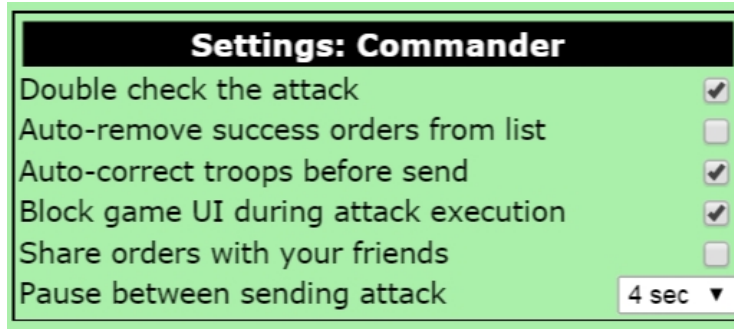 Settings: Commander
Double check the attack
Auto-remove success orders from list
Auto-correct troops before send
Block game UI during attack execution
Share orders with your friends
Pause between sending attack 4 sec